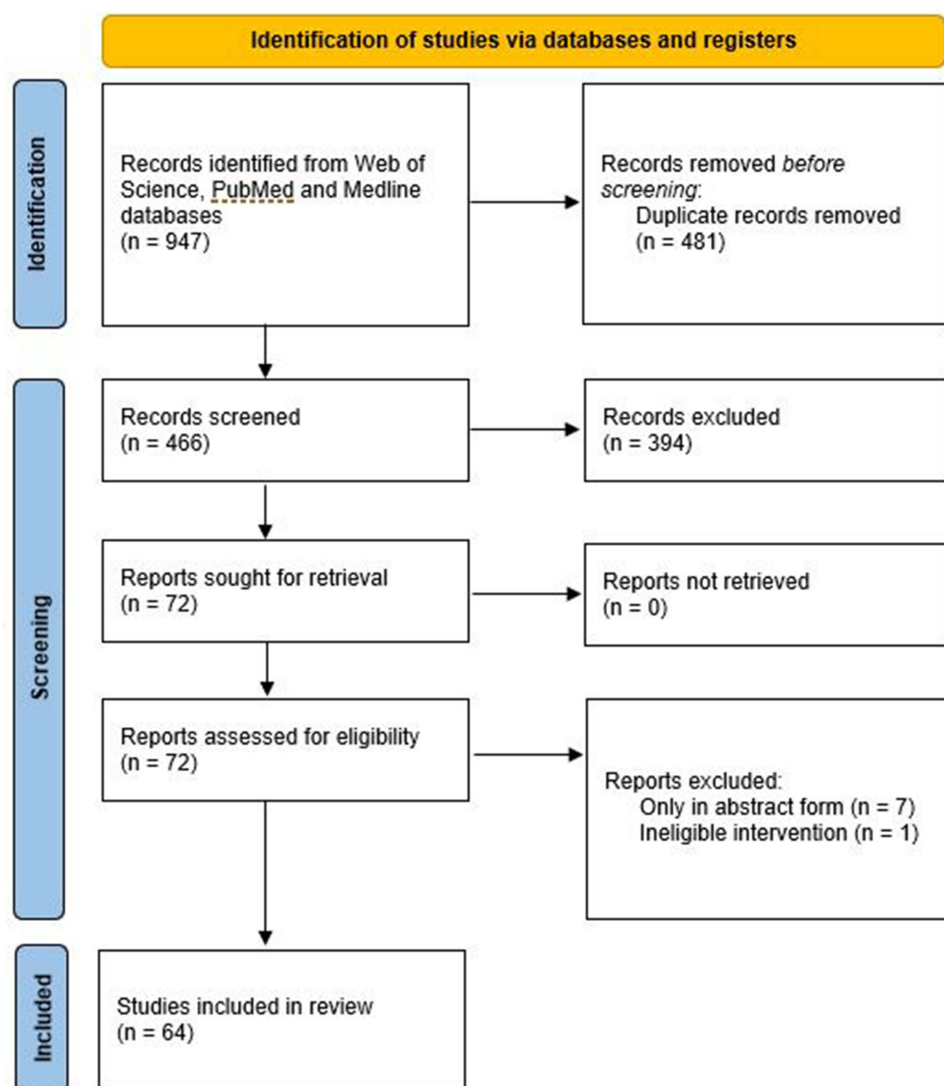 Identification of studies via databases and registers
Identification
Records identified from Web of
Science, PubMed and Medline
databases
(n = 947)
Records removed before
screening:
Duplicate records removed
(n = 481)
Screening
Records screened
(n = 466)
Records excluded
(n = 394)
Reports sought for retrieval
(n = 72)
Reports not retrieved
(n = 0)
Reports assessed for eligibility
(n = 72)
Reports excluded:
Only in abstract form (n = 7)
Ineligible intervention (n = 1)
Included
Studies included in review
(n = 64)